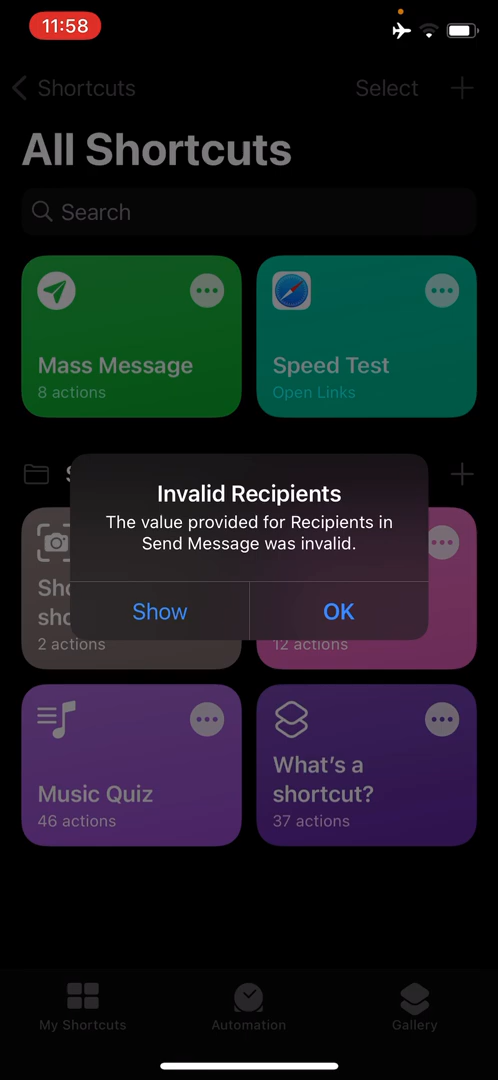 11:58
Shortcuts
Select
All Shortcuts
Search
Mass Message
8 actions
Speed Test
Open Links
Invalid Recipients
The value provided for Recipients in
Send Message was invalid.
Show
OK
2 actions
12 actions
Music Quiz
46 actions
What's a
shortcut?
37 actions
My Shortcuts
Automation
Gallery